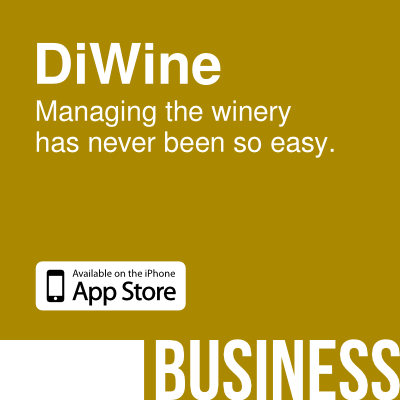 DiWine
Managing the winery
has never been so easy.
Available on the iPhone
App Store
BUSINESS